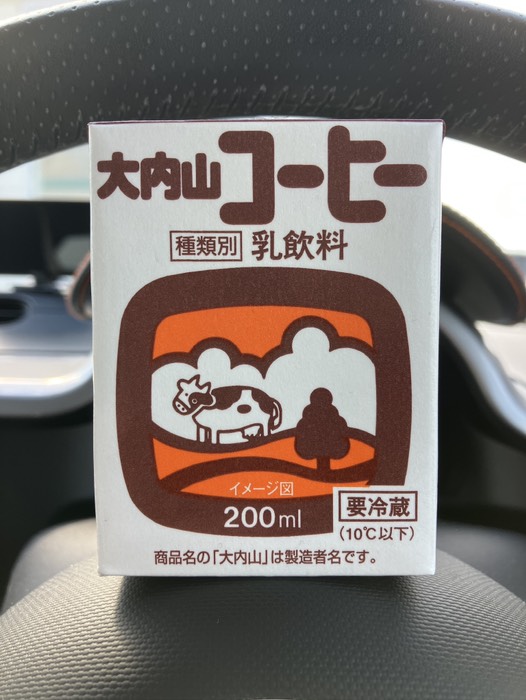 大内山コーヒー
種類別 乳飲料
イメージ図
200ml
要冷蔵
(10℃以下)
商品名の「大内山」は製造者名です。